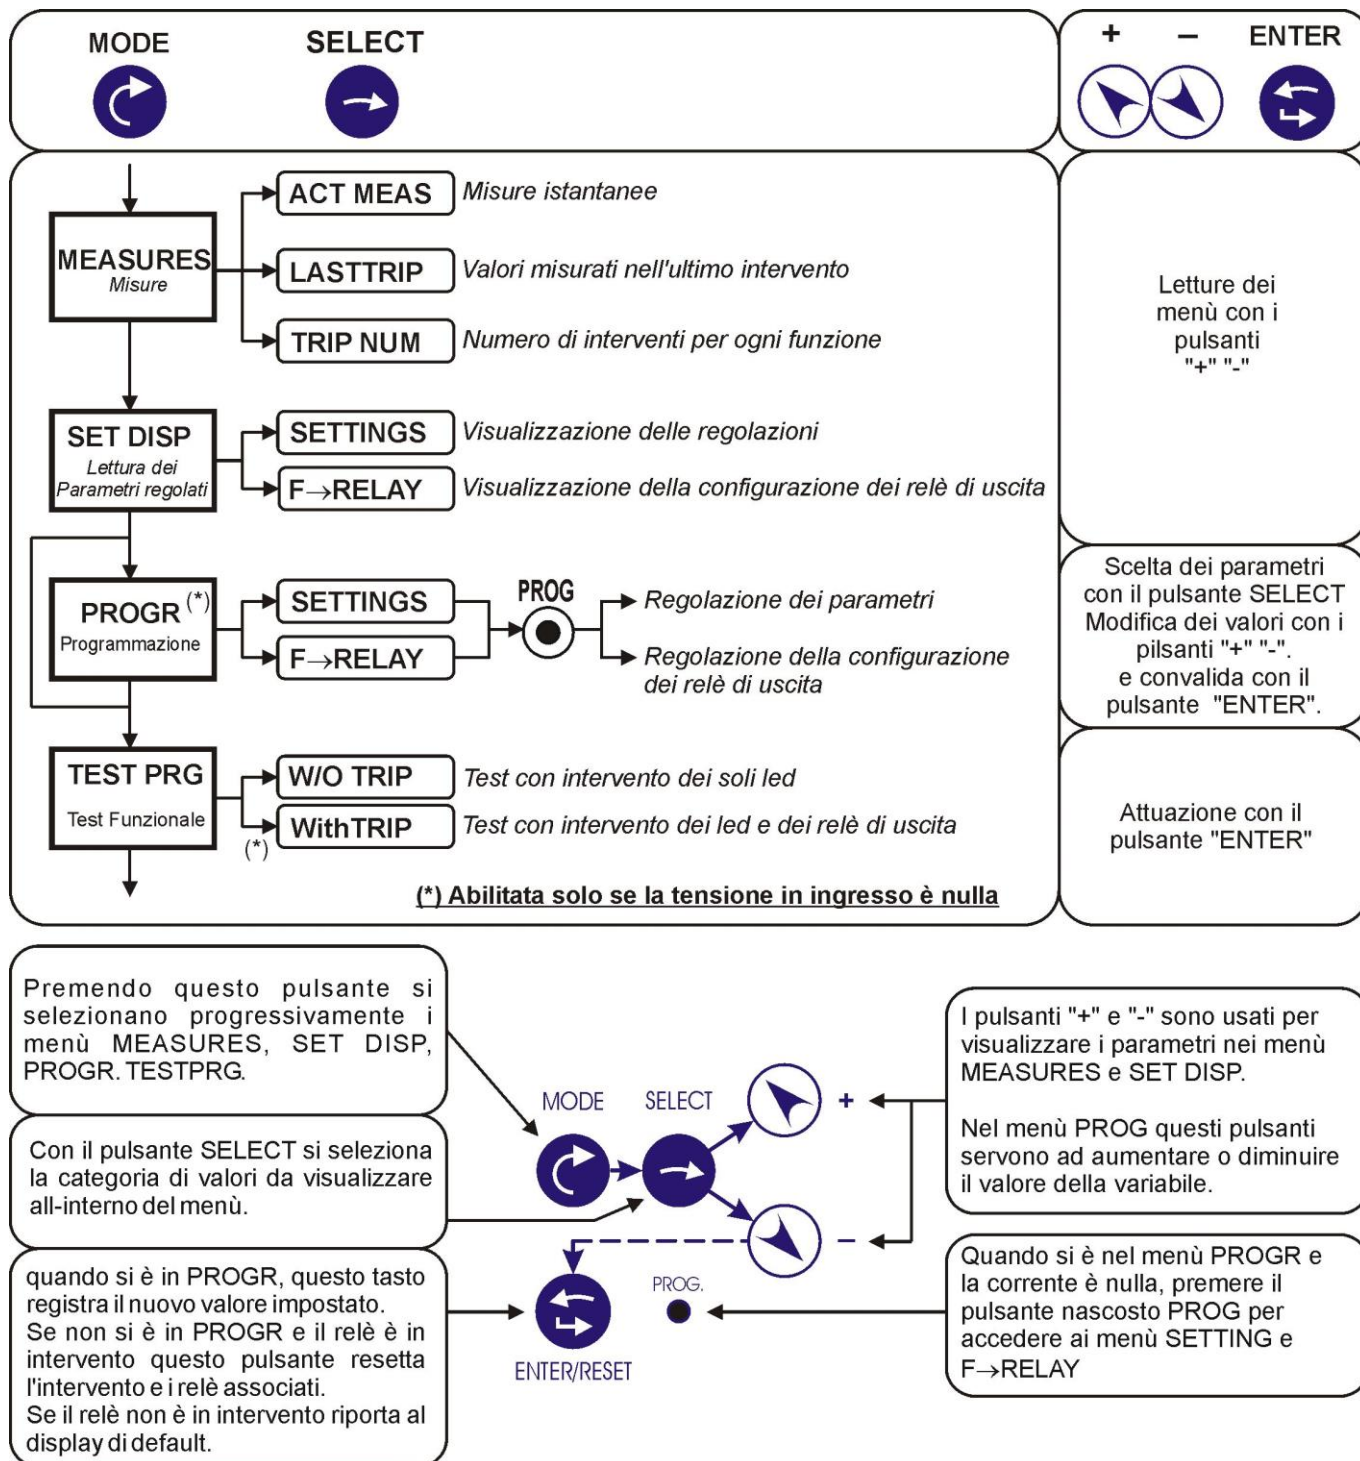 MODE
SELECT
+ – ENTER
MEASURES
Misure
ACT MEAS
Misure istantanee
LASTTRIP
Valori misurati nell'ultimo intervento
TRIP NUM
Numero di interventi per ogni funzione
Letture dei
menù con i
pulsanti
"+" "-"
SET DISP
Lettura dei
Parametri regolati
SETTINGS
Visualizzazione delle regolazioni
F→RELAY
Visualizzazione della configurazione dei relè di uscita
PROGR (*)
Programmazione
SETTINGS
F→RELAY
PROG
Regolazione dei parametri
Regolazione della configurazione
dei relè di uscita
Scelta dei parametri
con il pulsante SELECT
Modifica dei valori con i
pilsanti "+" "-".
e convalida con il
pulsante "ENTER".
TEST PRG
Test Funzionale
W/O TRIP
Test con intervento dei soli led
(*)
WithTRIP
Test con intervento dei led e dei relè di uscita
Attuazione con il
pulsante "ENTER"
(*) Abilitata solo se la tensione in ingresso è nulla
Premendo questo pulsante si
selezionano progressivamente i
menù MEASURES, SET DISP,
PROGR. TESTPRG.
Con il pulsante SELECT si seleziona
la categoria di valori da visualizzare
all-interno del menù.
quando si è in PROGR, questo tasto
registra il nuovo valore impostato.
Se non si è in PROGR e il relè è in
intervento questo pulsante resetta
l'intervento e i relè associati.
Se il relè non è in intervento riporta al
display di default.
MODE
SELECT
+
–
PROG.
ENTER/RESET
I pulsanti "+" e "-" sono usati per
visualizzare i parametri nei menù
MEASURES e SET DISP.
Nel menù PROG questi pulsanti
servono ad aumentare o diminuire
il valore della variabile.
Quando si è nel menù PROGR e
la corrente è nulla, premere il
pulsante nascosto PROG per
accedere ai menù SETTING e
F→RELAY